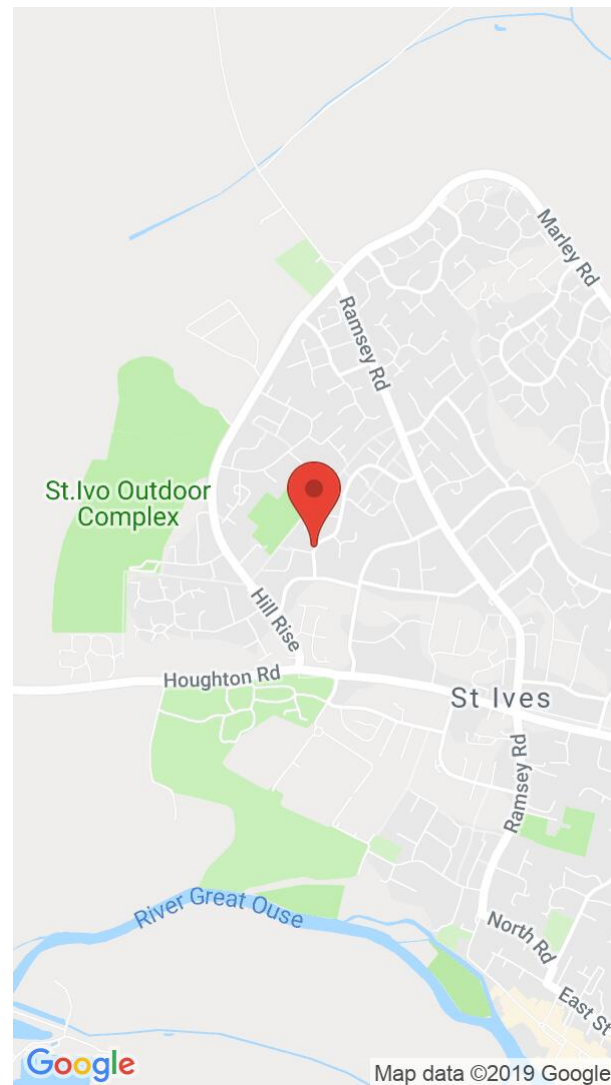 Marley Rd
Ramsey Rd
St.Ivo Outdoor
Complex
Hill Rise
Houghton Rd
St Ives
Ramsey Rd
River Great Ouse
North Rd
East St
Google
Map data ©2019 Google